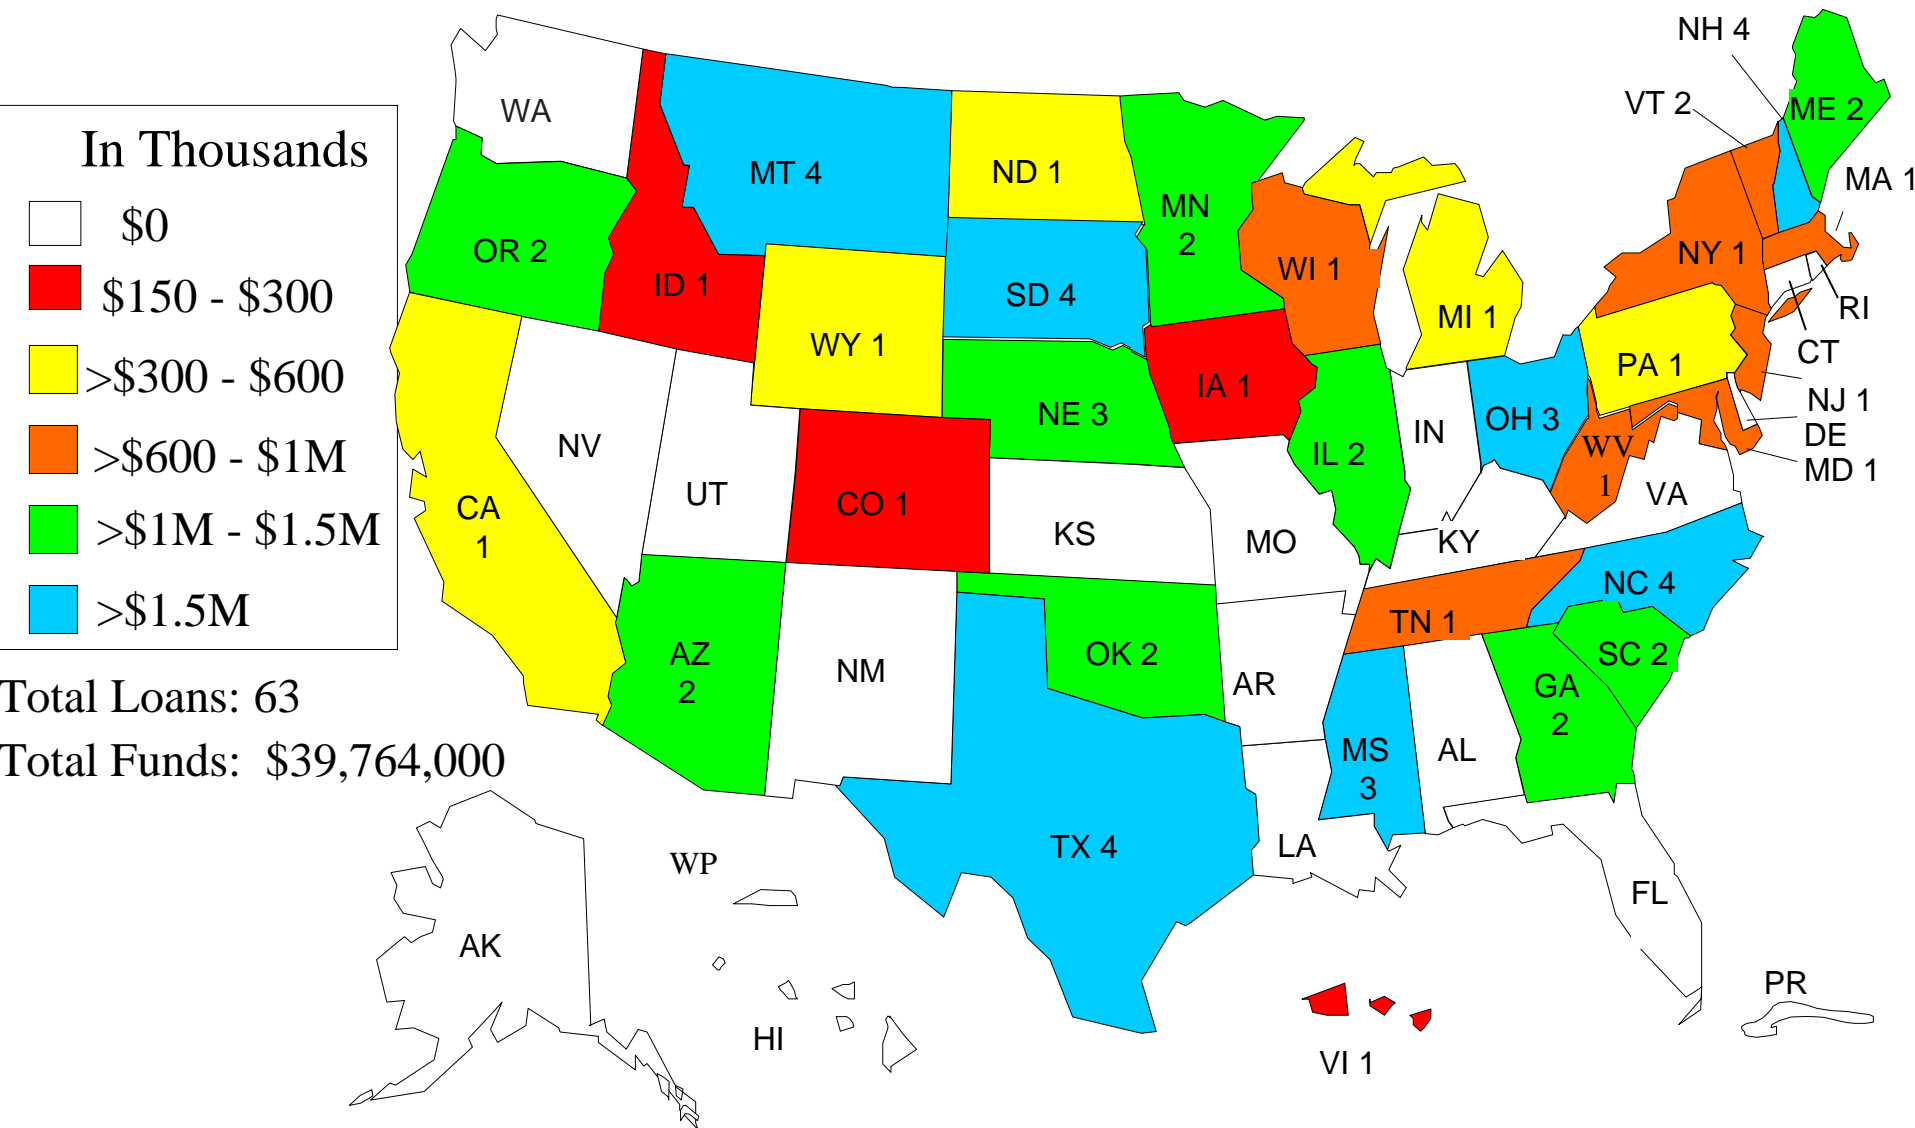 In Thousands
$0
$150 - $300
>$300 - $600
>$600 - $1M
>$1M - $1.5M
>$1.5M
Total Loans: 63
Total Funds: $39,764,000
WA
OR 2
ID 1
MT 4
ND 1
MN
2
WI 1
SD 4
WY 1
NE 3
IA 1
MI 1
NH 4
VT 2
ME 2
MA 1
NY 1
RI
CT
PA 1
NJ 1
DE
MD 1
CA
1
NV
UT
CO 1
KS
MO
IL 2
IN
OH 3
WV
1
VA
KY
NC 4
TN 1
SC 2
AZ
2
NM
OK 2
AR
MS
3
AL
GA
2
TX 4
LA
FL
WP
AK
HI
VI 1
PR